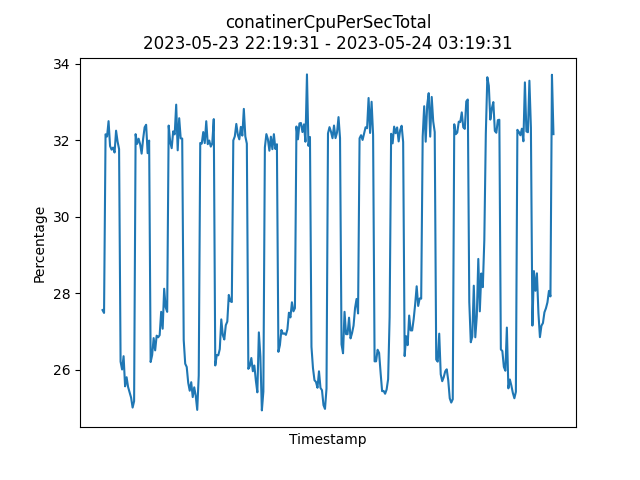 conatinerCpuPerSecTotal
2023-05-23 22:19:31 - 2023-05-24 03:19:31
34
32
30
28
26
Percentage
Timestamp